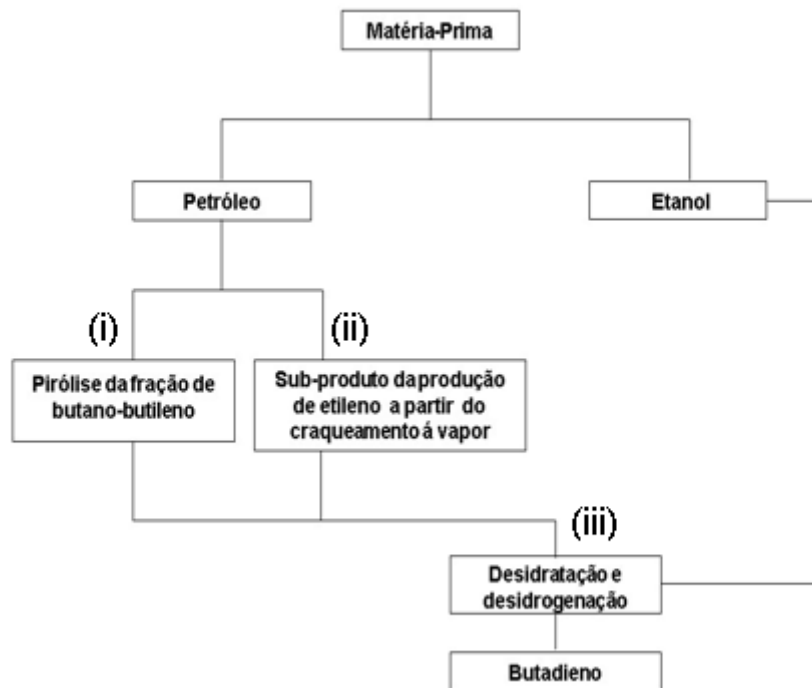 Matéria-Prima
Petróleo
Etanol
(i)
(ii)
Pirólise da fração de
butano-butileno
Sub-produto da produção
de etileno a partir do
craqueamento á vapor
(iii)
Desidratação e
desidrogenação
Butadieno